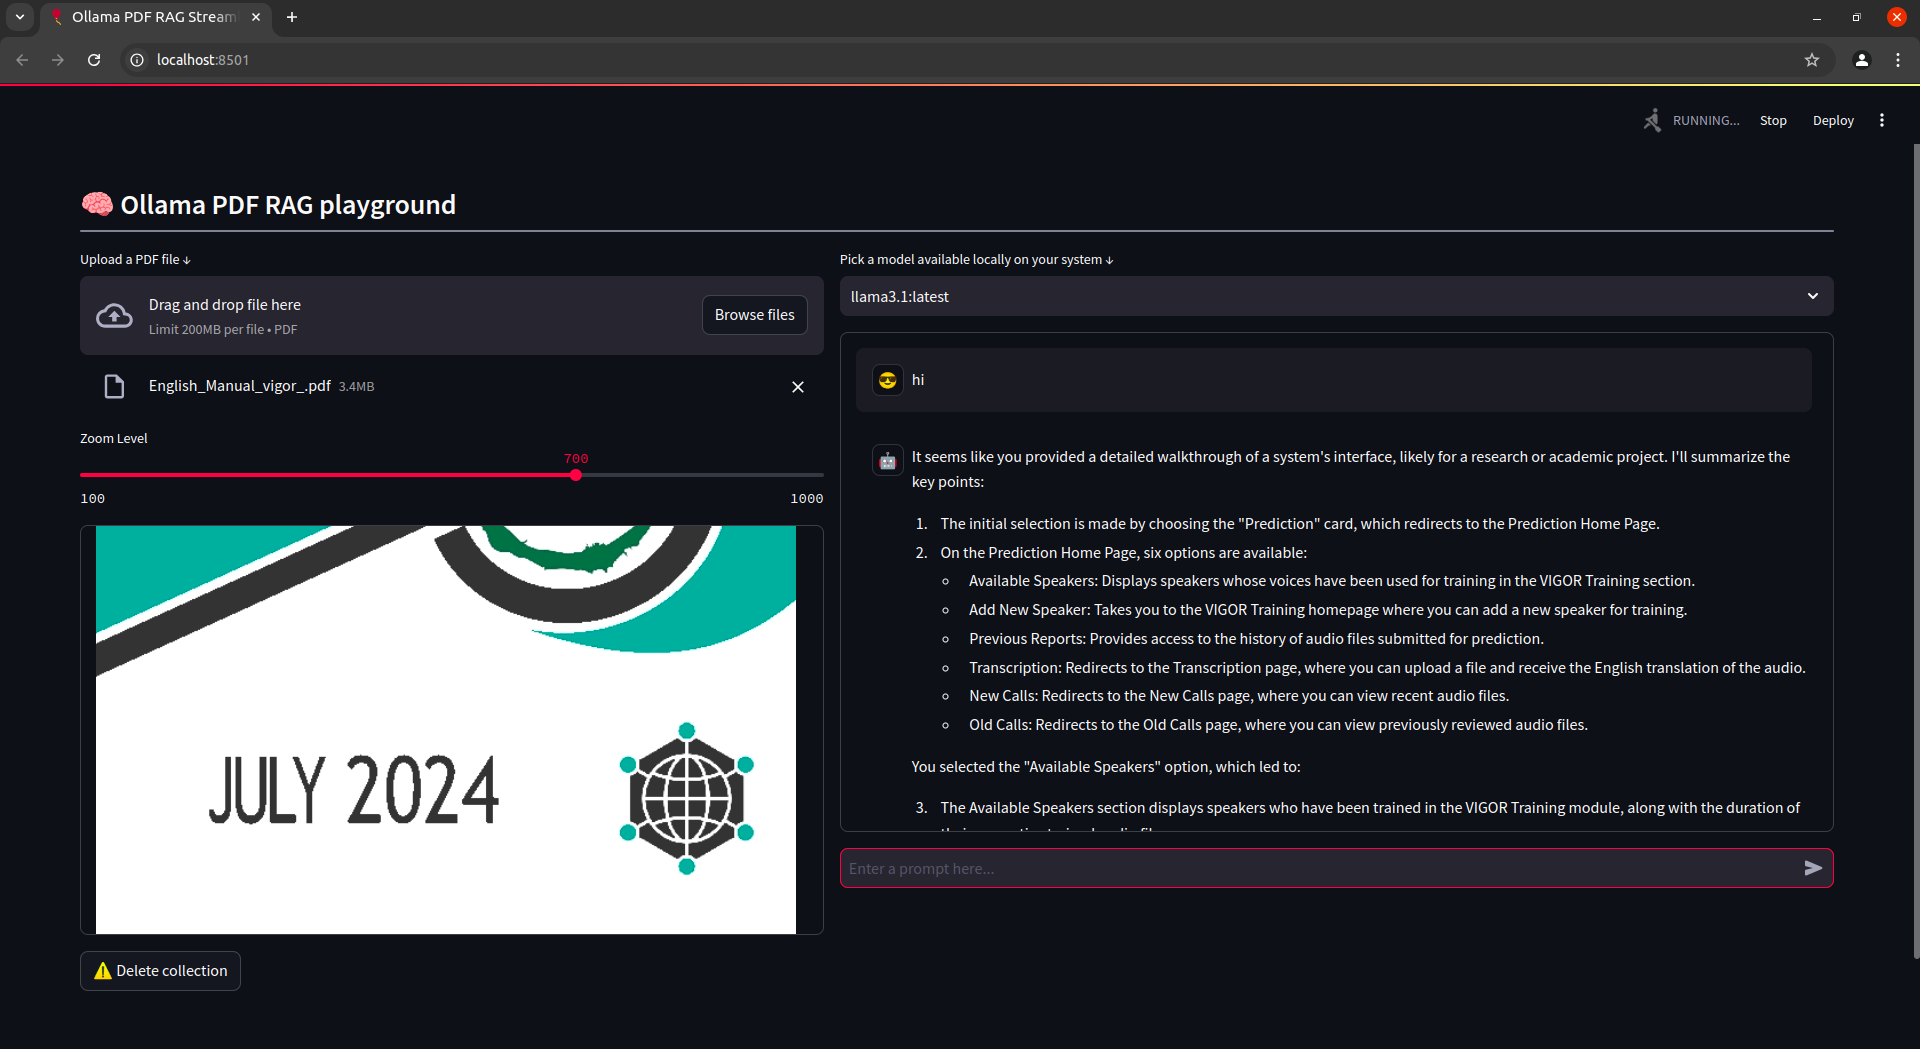 Ollama PDF RAG Stream
localhost:8501
RUNNING...
Stop
Deploy
Ollama PDF RAG playground
Upload a PDF file ↓
Drag and drop file here
Limit 200MB per file • PDF
Browse files
English_Manual_vigor_.pdf 3.4MB
Zoom Level
700
100
1000
JULY 2024
Delete collection
Pick a model available locally on your system ↓
llama3.1:latest
hi
It seems like you provided a detailed walkthrough of a system's interface, likely for a research or academic project. I'll summarize the
key points:
1. The initial selection is made by choosing the "Prediction" card, which redirects to the Prediction Home Page.
2. On the Prediction Home Page, six options are available:
Available Speakers: Displays speakers whose voices have been used for training in the VIGOR Training section.
Add New Speaker: Takes you to the VIGOR Training homepage where you can add a new speaker for training.
Previous Reports: Provides access to the history of audio files submitted for prediction.
Transcription: Redirects to the Transcription page, where you can upload a file and receive the English translation of the audio.
New Calls: Redirects to the New Calls page, where you can view recent audio files.
Old Calls: Redirects to the Old Calls page, where you can view previously reviewed audio files.
You selected the "Available Speakers" option, which led to:
3. The Available Speakers section displays speakers who have been trained in the VIGOR Training module, along with the duration of
Enter a prompt here...